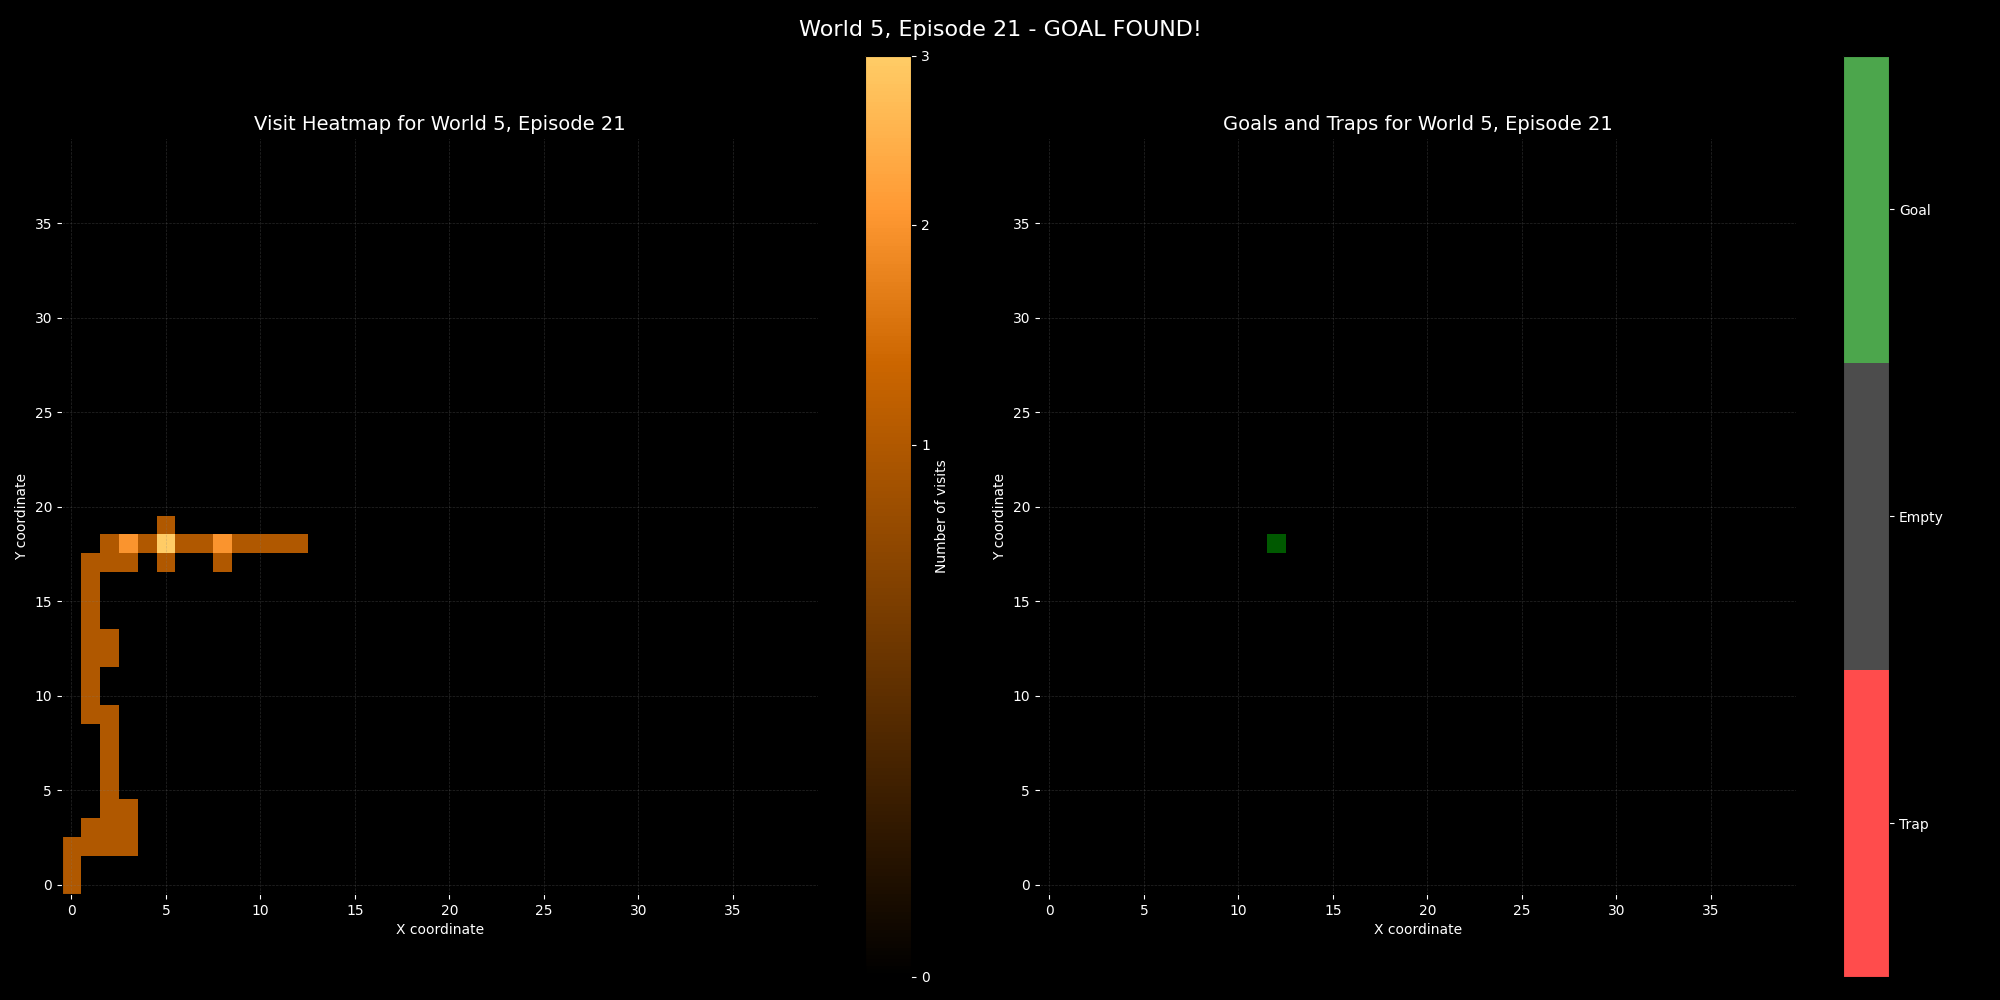 World 5, Episode 21 - GOAL FOUND!
Visit Heatmap for World 5, Episode 21
Y coordinate
35
30
25
20
15
10
5
0
0 5 10 15 20 25 30 35
X coordinate
3
2
1
0
Number of visits
Goals and Traps for World 5, Episode 21
Y coordinate
35
30
25
20
15
10
5
0
0 5 10 15 20 25 30 35
X coordinate
Goal
Empty
Trap